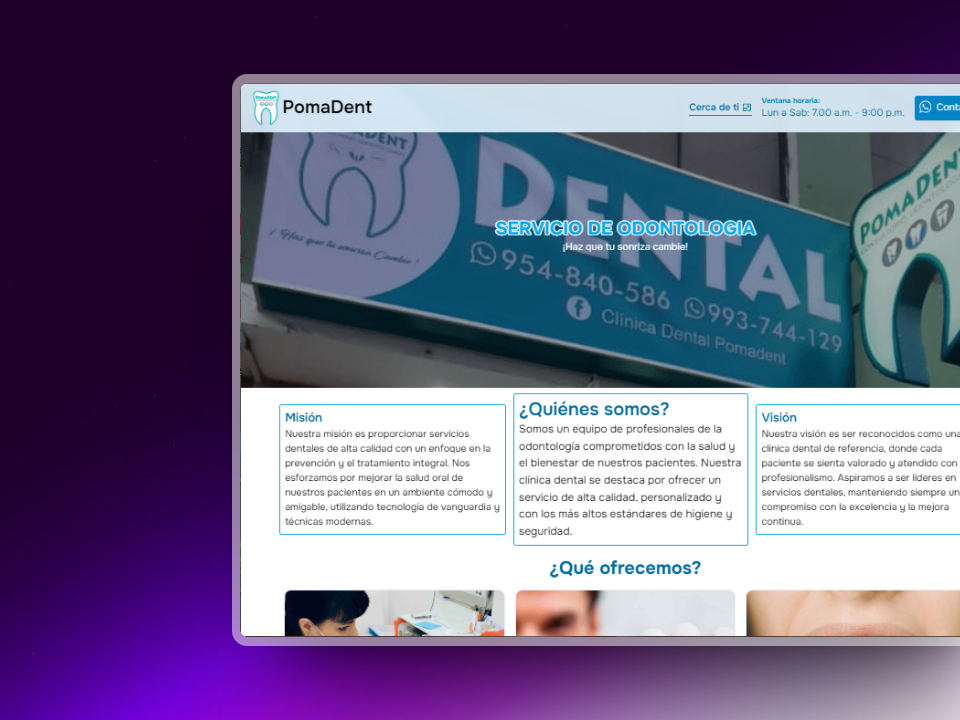 PomaDent
Cerca de ti
Ventana horaria:
Lun a Sab: 7.00 a.m. - 9:00 p.m.
DENTAL
SERVICIO DE ODONTOLOGIA
¡Haz que tu sonriza cambie!
954-840-586
993-744-129
Clínica Dental Pomadent
POMADENT
Misión
Nuestra misión es proporcionar servicios
dentales de alta calidad con un enfoque en la
prevención y el tratamiento integral. Nos
esforzamos por mejorar la salud oral de
nuestros pacientes en un ambiente cómodo y
amigable, utilizando tecnología de vanguardia y
técnicas modernas.
¿Quiénes somos?
Somos un equipo de profesionales de la
odontología comprometidos con la salud y
el bienestar de nuestros pacientes. Nuestra
clínica dental se destaca por ofrecer un
servicio de alta calidad, personalizado y
con los más altos estándares de higiene y
seguridad.
Visión
Nuestra visión es ser reconocidos como una
clínica dental de referencia, donde cada
paciente se sienta valorado y atendido con
profesionalismo. Aspiramos a ser líderes en
servicios dentales, manteniendo siempre un
compromiso con la excelencia y la mejora
continua.
¿Qué ofrecemos?